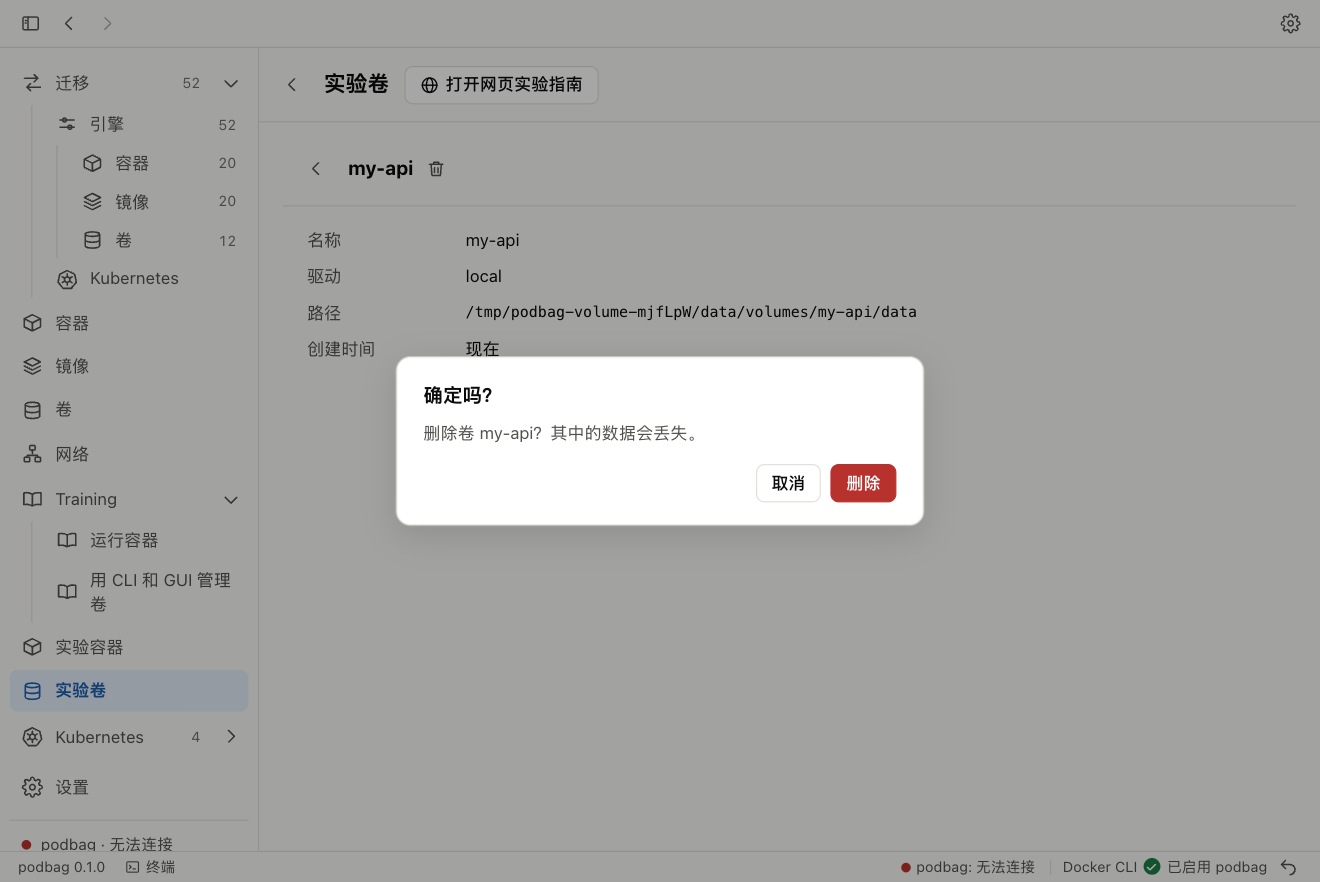 迁移 52
引擎 52
容器 20
镜像 20
卷 12
Kubernetes
容器
镜像
卷
网络
Training
运行容器
用 CLI 和 GUI 管理
卷
实验容器
实验卷
Kubernetes 4
设置
podbag · 无法连接
实验卷 打开网页实验指南
my-api
名称 my-api
驱动 local
路径 /tmp/podbag-volume-mjfLpW/data/volumes/my-api/data
创建时间 现在
确定吗?
删除卷 my-api? 其中的数据会丢失。
取消 删除
podbag 0.1.0 终端 podbag: 无法连接 Docker CLI 已启用 podbag